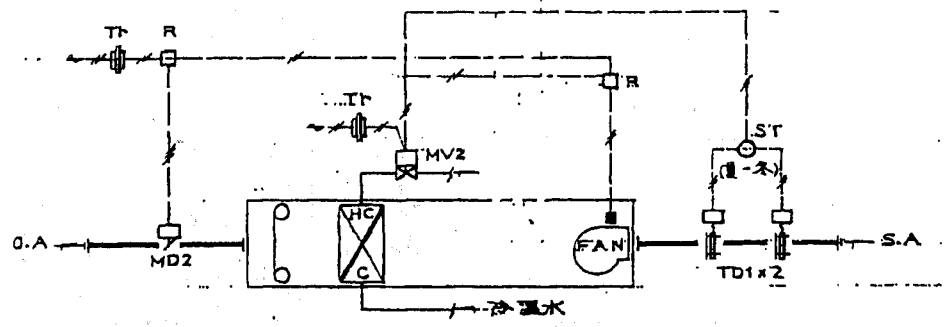 Tr
R
R
Tr
MV2
ST
(夏-冬)
HC
C
O.A
MD2
FAN
TD1×2
S.A
冷温水